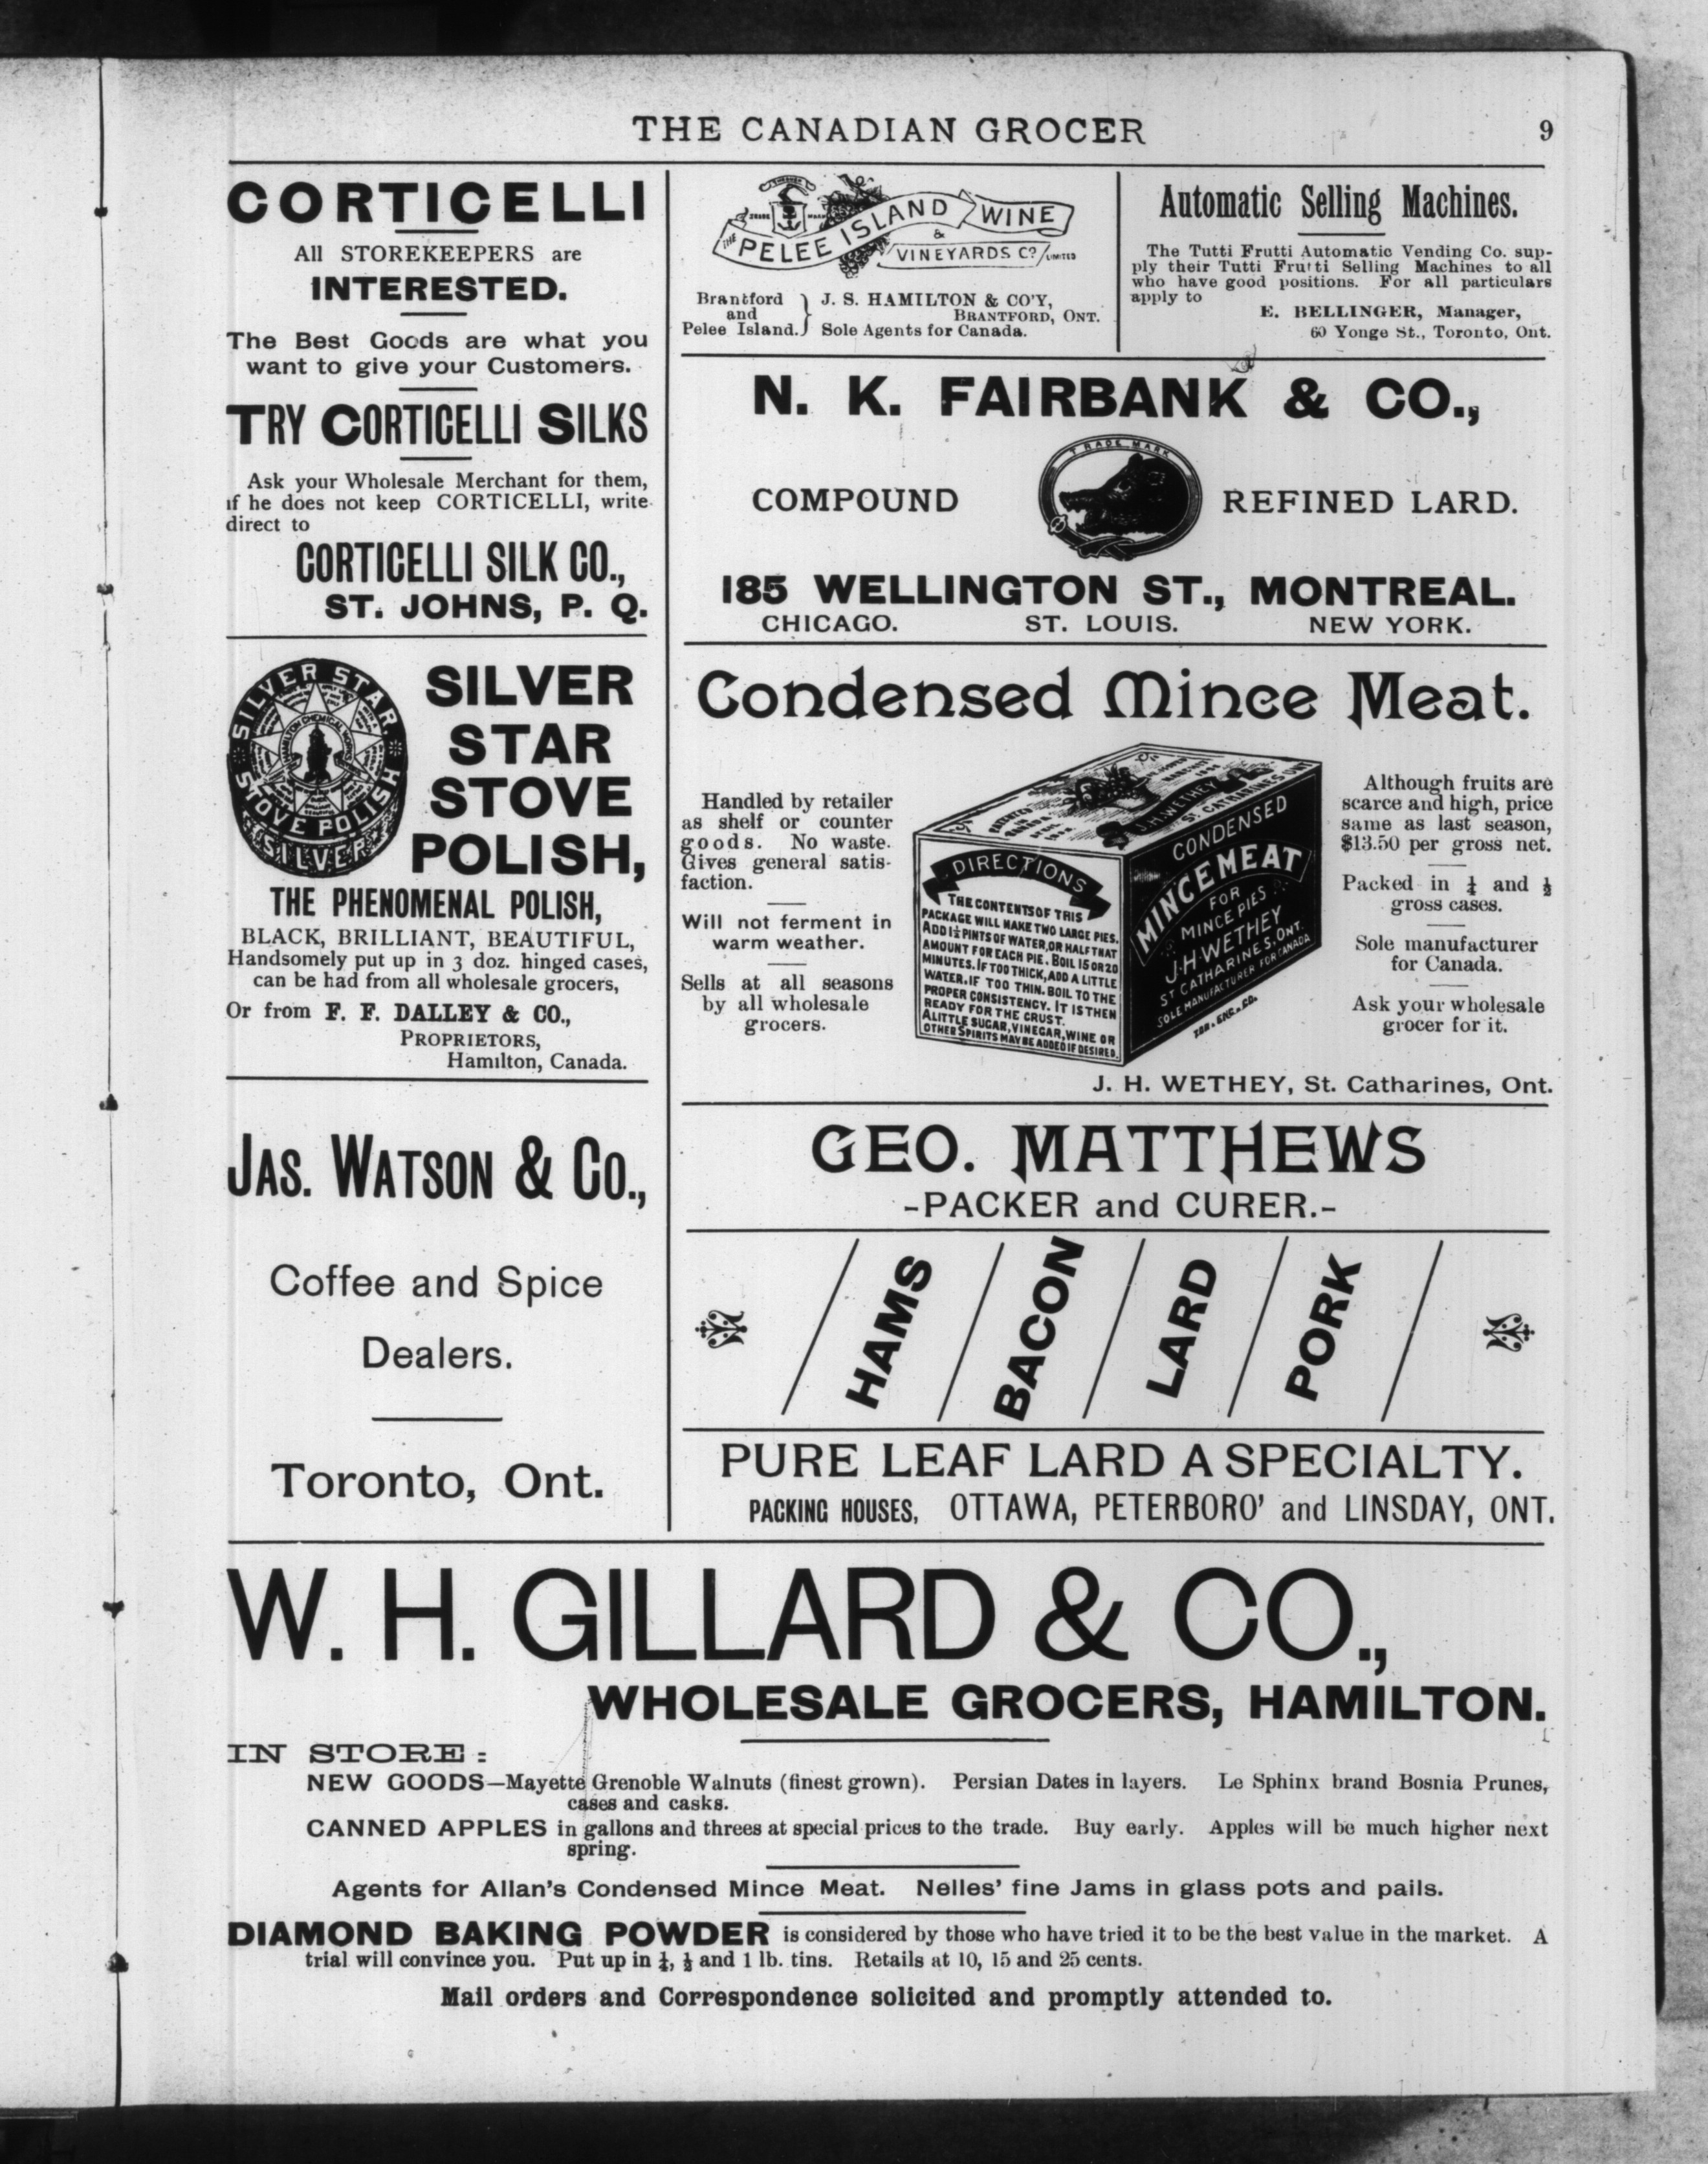 THE CANADIAN GROCER
9
CORTICELLI
All STOREKEEPERS are
INTERESTED.
The Best Goods are what you
want to give your Customers.
TRY CORTICELLI SILKS
Ask your Wholesale Merchant for them,
if he does not keep CORTICELLI, write
direct to
CORTICELLI SILK CO.,
ST. JOHNS, P. Q.
SILVER STAR
STOVE POLISH
SILVER
HAMILTON CHEMICAL WORKS
SILVER
STAR
STOVE
POLISH,
THE PHENOMENAL POLISH,
BLACK, BRILLIANT, BEAUTIFUL,
Handsomely put up in 3 doz. hinged cases,
can be had from all wholesale grocers,
Or from F. F. DALLEY & CO.,
PROPRIETORS,
Hamilton, Canada.
JAS. WATSON & CO.,
Coffee and Spice
Dealers.
Toronto, Ont.
TRADE MARK
THE PELEE ISLAND WINE
& VINEYARDS CO. LIMITED
Brantford
and
Pelee Island.
J. S. HAMILTON & CO'Y,
BRANTFORD, ONT.
Sole Agents for Canada.
Automatic Selling Machines.
The Tutti Frutti Automatic Vending Co. sup-
ply their Tutti Frutti Selling Machines to all
who have good positions. For all particulars
apply to
E. BELLINGER, Manager,
60 Yonge St., Toronto, Ont.
N. K. FAIRBANK & CO.,
TRADE MARK
COMPOUND REFINED LARD.
185 WELLINGTON ST., MONTREAL.
CHICAGO. ST. LOUIS. NEW YORK.
Condensed Mince Meat.
Handled by retailer
as shelf or counter
goods. No waste.
Gives general satis-
faction.
Will not ferment in
warm weather.
Sells at all seasons
by all wholesale
grocers.
J.H. WETHEY
ST. CATHARINES ONT
DIRECTIONS
THE CONTENTS OF THIS
PACKAGE WILL MAKE TWO LARGE PIES.
ADD 1½ PINTS OF WATER, OR HALF THAT
AMOUNT FOR EACH PIE. BOIL 15 OR 20
MINUTES. IF TOO THICK, ADD A LITTLE
WATER. IF TOO THIN. BOIL TO THE
PROPER CONSISTENCY. IT IS THEN
READY FOR THE CRUST.
A LITTLE SUGAR, VINEGAR, WINE OR
OTHER SPIRITS MAY BE ADDED IF DESIRED.
CONDENSED
MINCE MEAT
FOR
MINCE PIES
J.H. WETHEY
ST CATHARINES, ONT.
SOLE MANUFACTURER FOR CANADA
TOR. ENG. CO.
Although fruits are
scarce and high, price
same as last season,
$13.50 per gross net.
Packed in ¼ and ½
gross cases.
Sole manufacturer
for Canada.
Ask your wholesale
grocer for it.
J. H. WETHEY, St. Catharines, Ont.
GEO. MATTHEWS
-PACKER and CURER.-
HAMS
BACON
LARD
PORK
PURE LEAF LARD A SPECIALTY.
PACKING HOUSES, OTTAWA, PETERBORO' and LINSDAY, ONT.
W. H. GILLARD & CO.,
WHOLESALE GROCERS, HAMILTON.
IN STORE:
NEW GOODS—Mayette Grenoble Walnuts (finest grown). Persian Dates in layers. Le Sphinx brand Bosnia Prunes,
cases and casks.
CANNED APPLES in gallons and threes at special prices to the trade. Buy early. Apples will be much higher next
spring.
Agents for Allan's Condensed Mince Meat. Nelles' fine Jams in glass pots and pails.
DIAMOND BAKING POWDER is considered by those who have tried it to be the best value in the market. A
trial will convince you. Put up in ¼, ½ and 1 lb. tins. Retails at 10, 15 and 25 cents.
Mail orders and Correspondence solicited and promptly attended to.